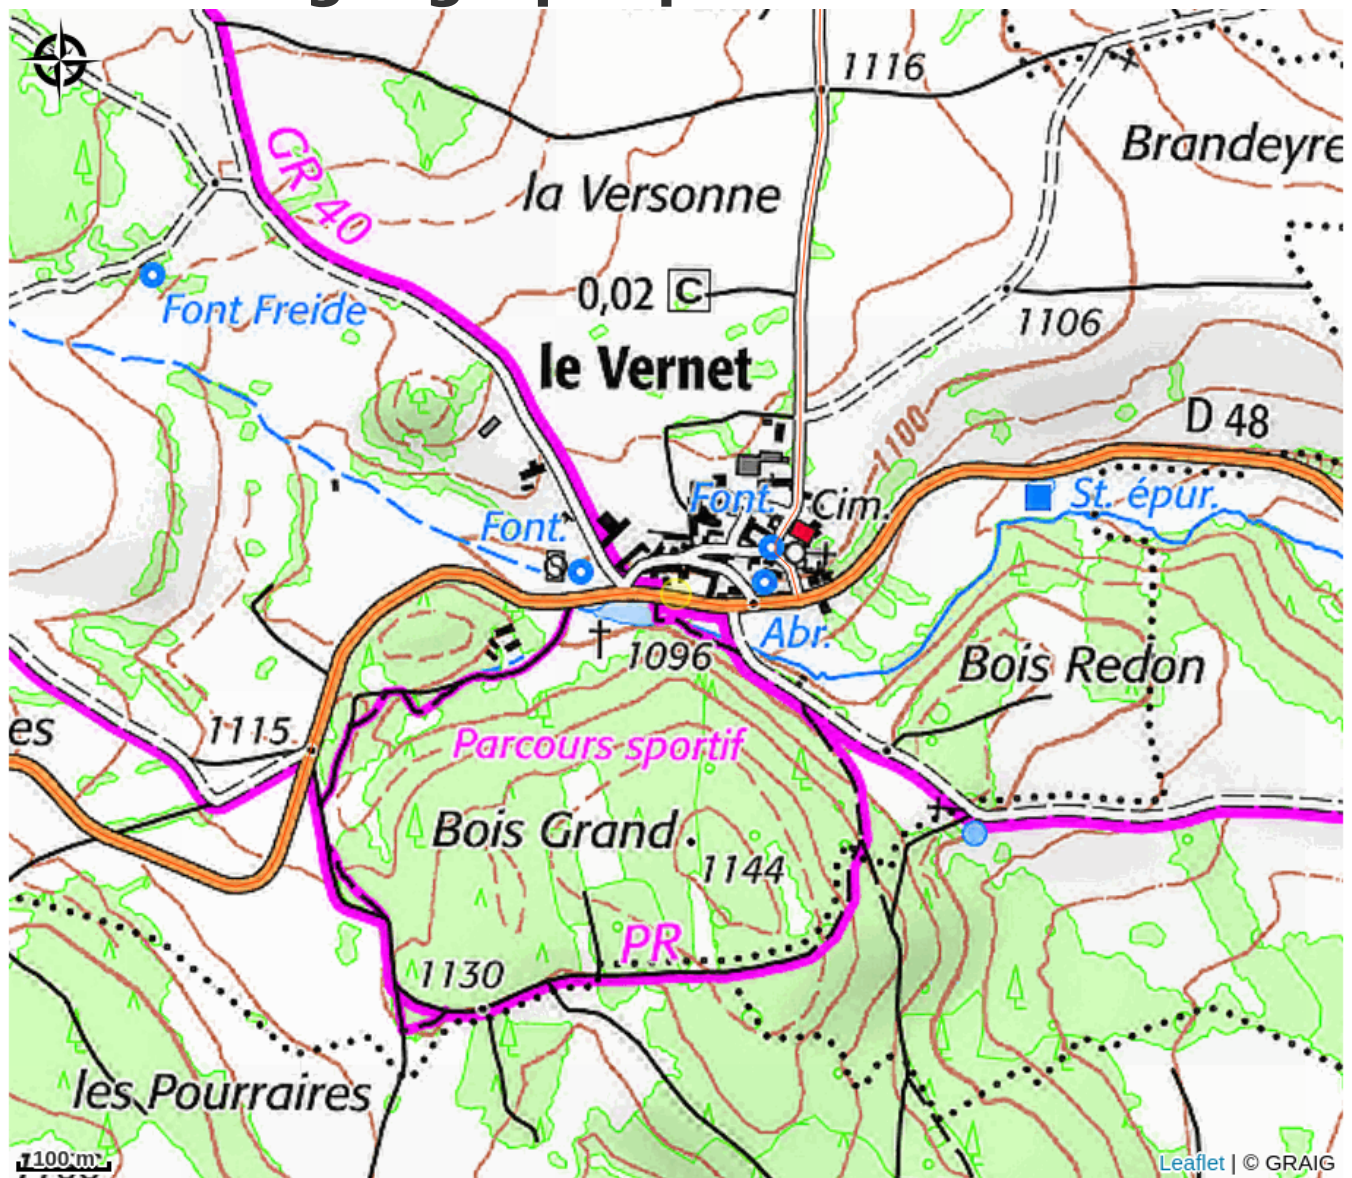 1116
Brandeyre
GR 40
la Versonne
0,02 C
Font Freide
1106
le Vernet
D 48
1100
Font.
Cim.
St. épur.
Font.
Abr.
1096
Bois Redon
es
1115
Parcours sportif
Bois Grand
1144
PR
1130
les Pourraires
100 m
Leaflet | © GRAIG